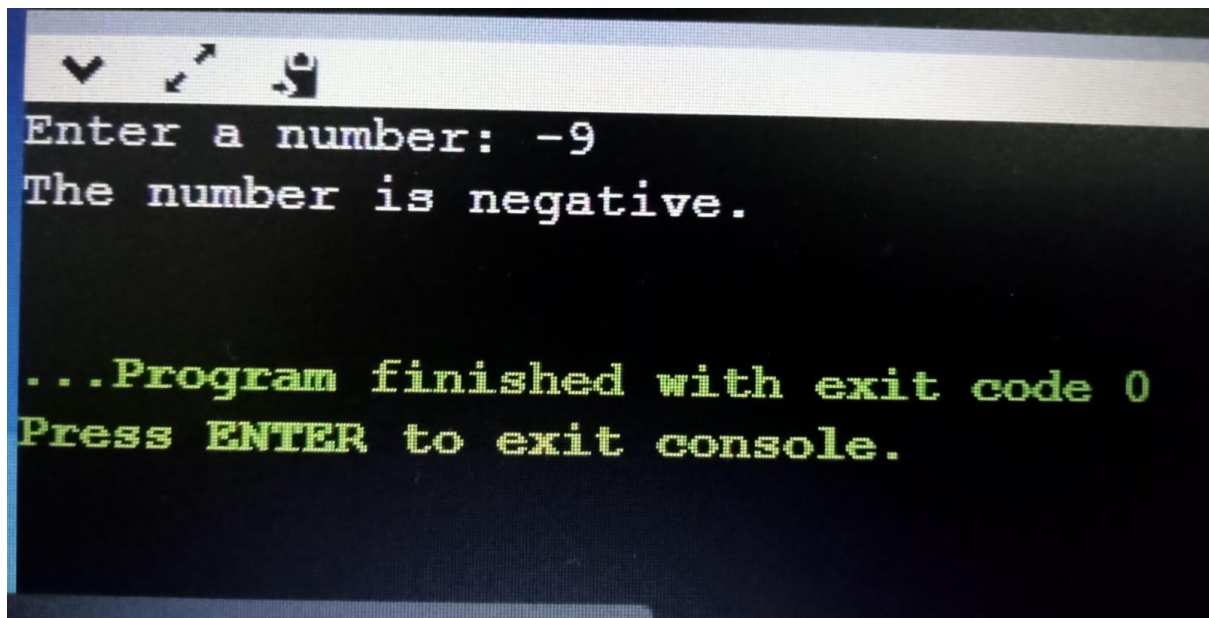 Enter a number: -9
The number is negative.
...Program finished with exit code 0
Press ENTER to exit console.